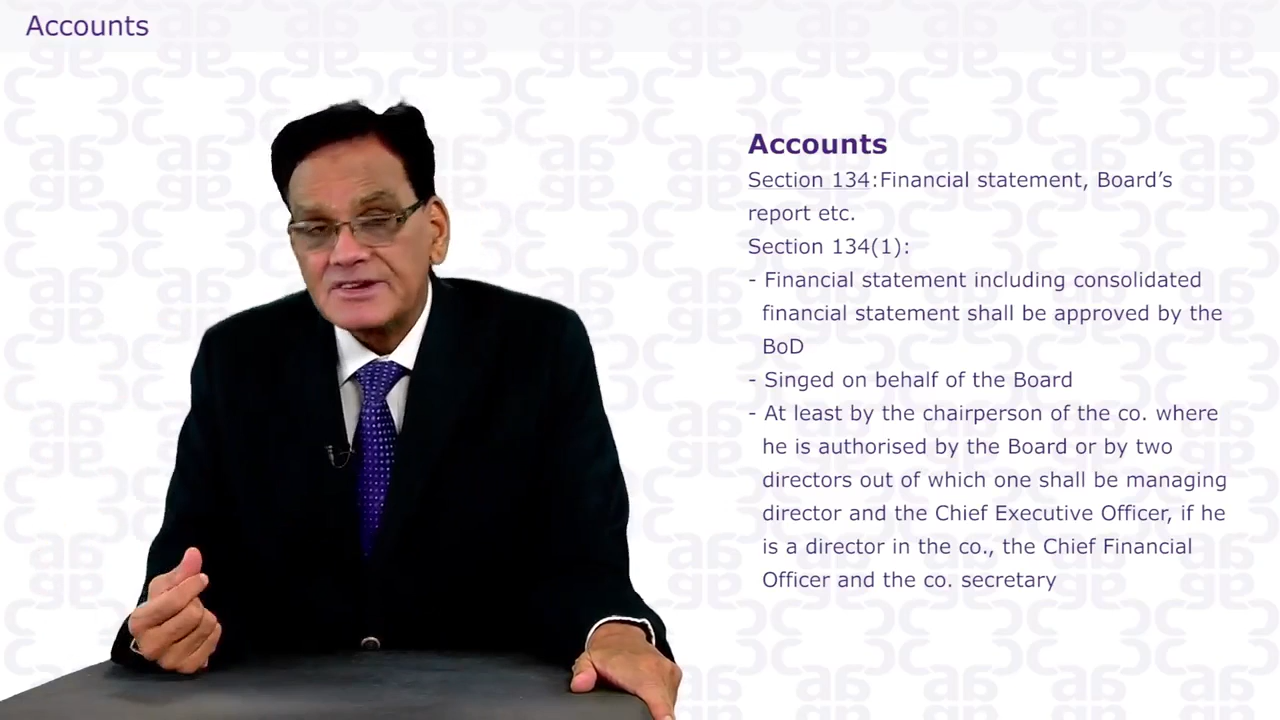 Accounts
Accounts
Section 134:Financial statement, Board's
report etc.
Section 134(1):
- Financial statement including consolidated
financial statement shall be approved by the
BoD
- Singed on behalf of the Board
- At least by the chairperson of the co. where
he is authorised by the Board or by two
directors out of which one shall be managing
director and the Chief Executive Officer, if he
is a director in the co., the Chief Financial
Officer and the co. secretary